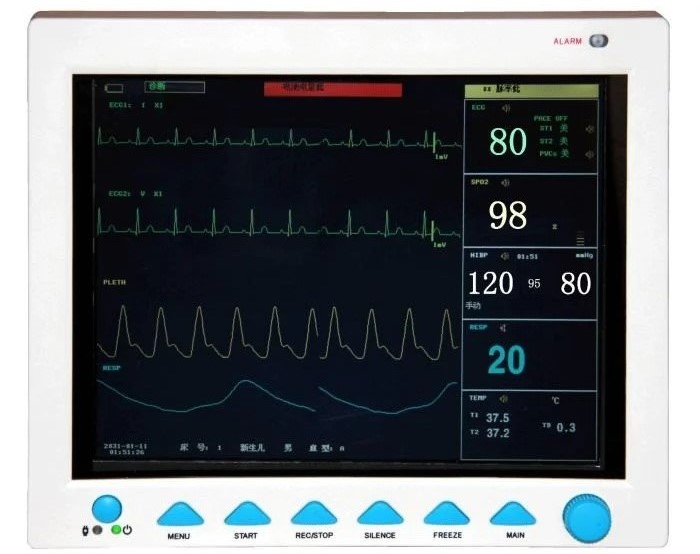 ALARM
诊断
电池电量低
** 脉率低
ECG1: I X1
ECG
PACE OFF
ST1 关
80
ST2 关
PVCs 关
1mV
ECG2: V X1
SPO2
98
%
1mV
NIBP 01:51 mmHg
120 95 80
手动
PLETH
RESP
20
RESP
TEMP ℃
T1 37.5
T2 37.2
TD 0.3
2021-01-11
01:51:26
床 号: 1 新生儿 男 血 型: B
MENU
START
REC/STOP
SILENCE
FREEZE
MAIN